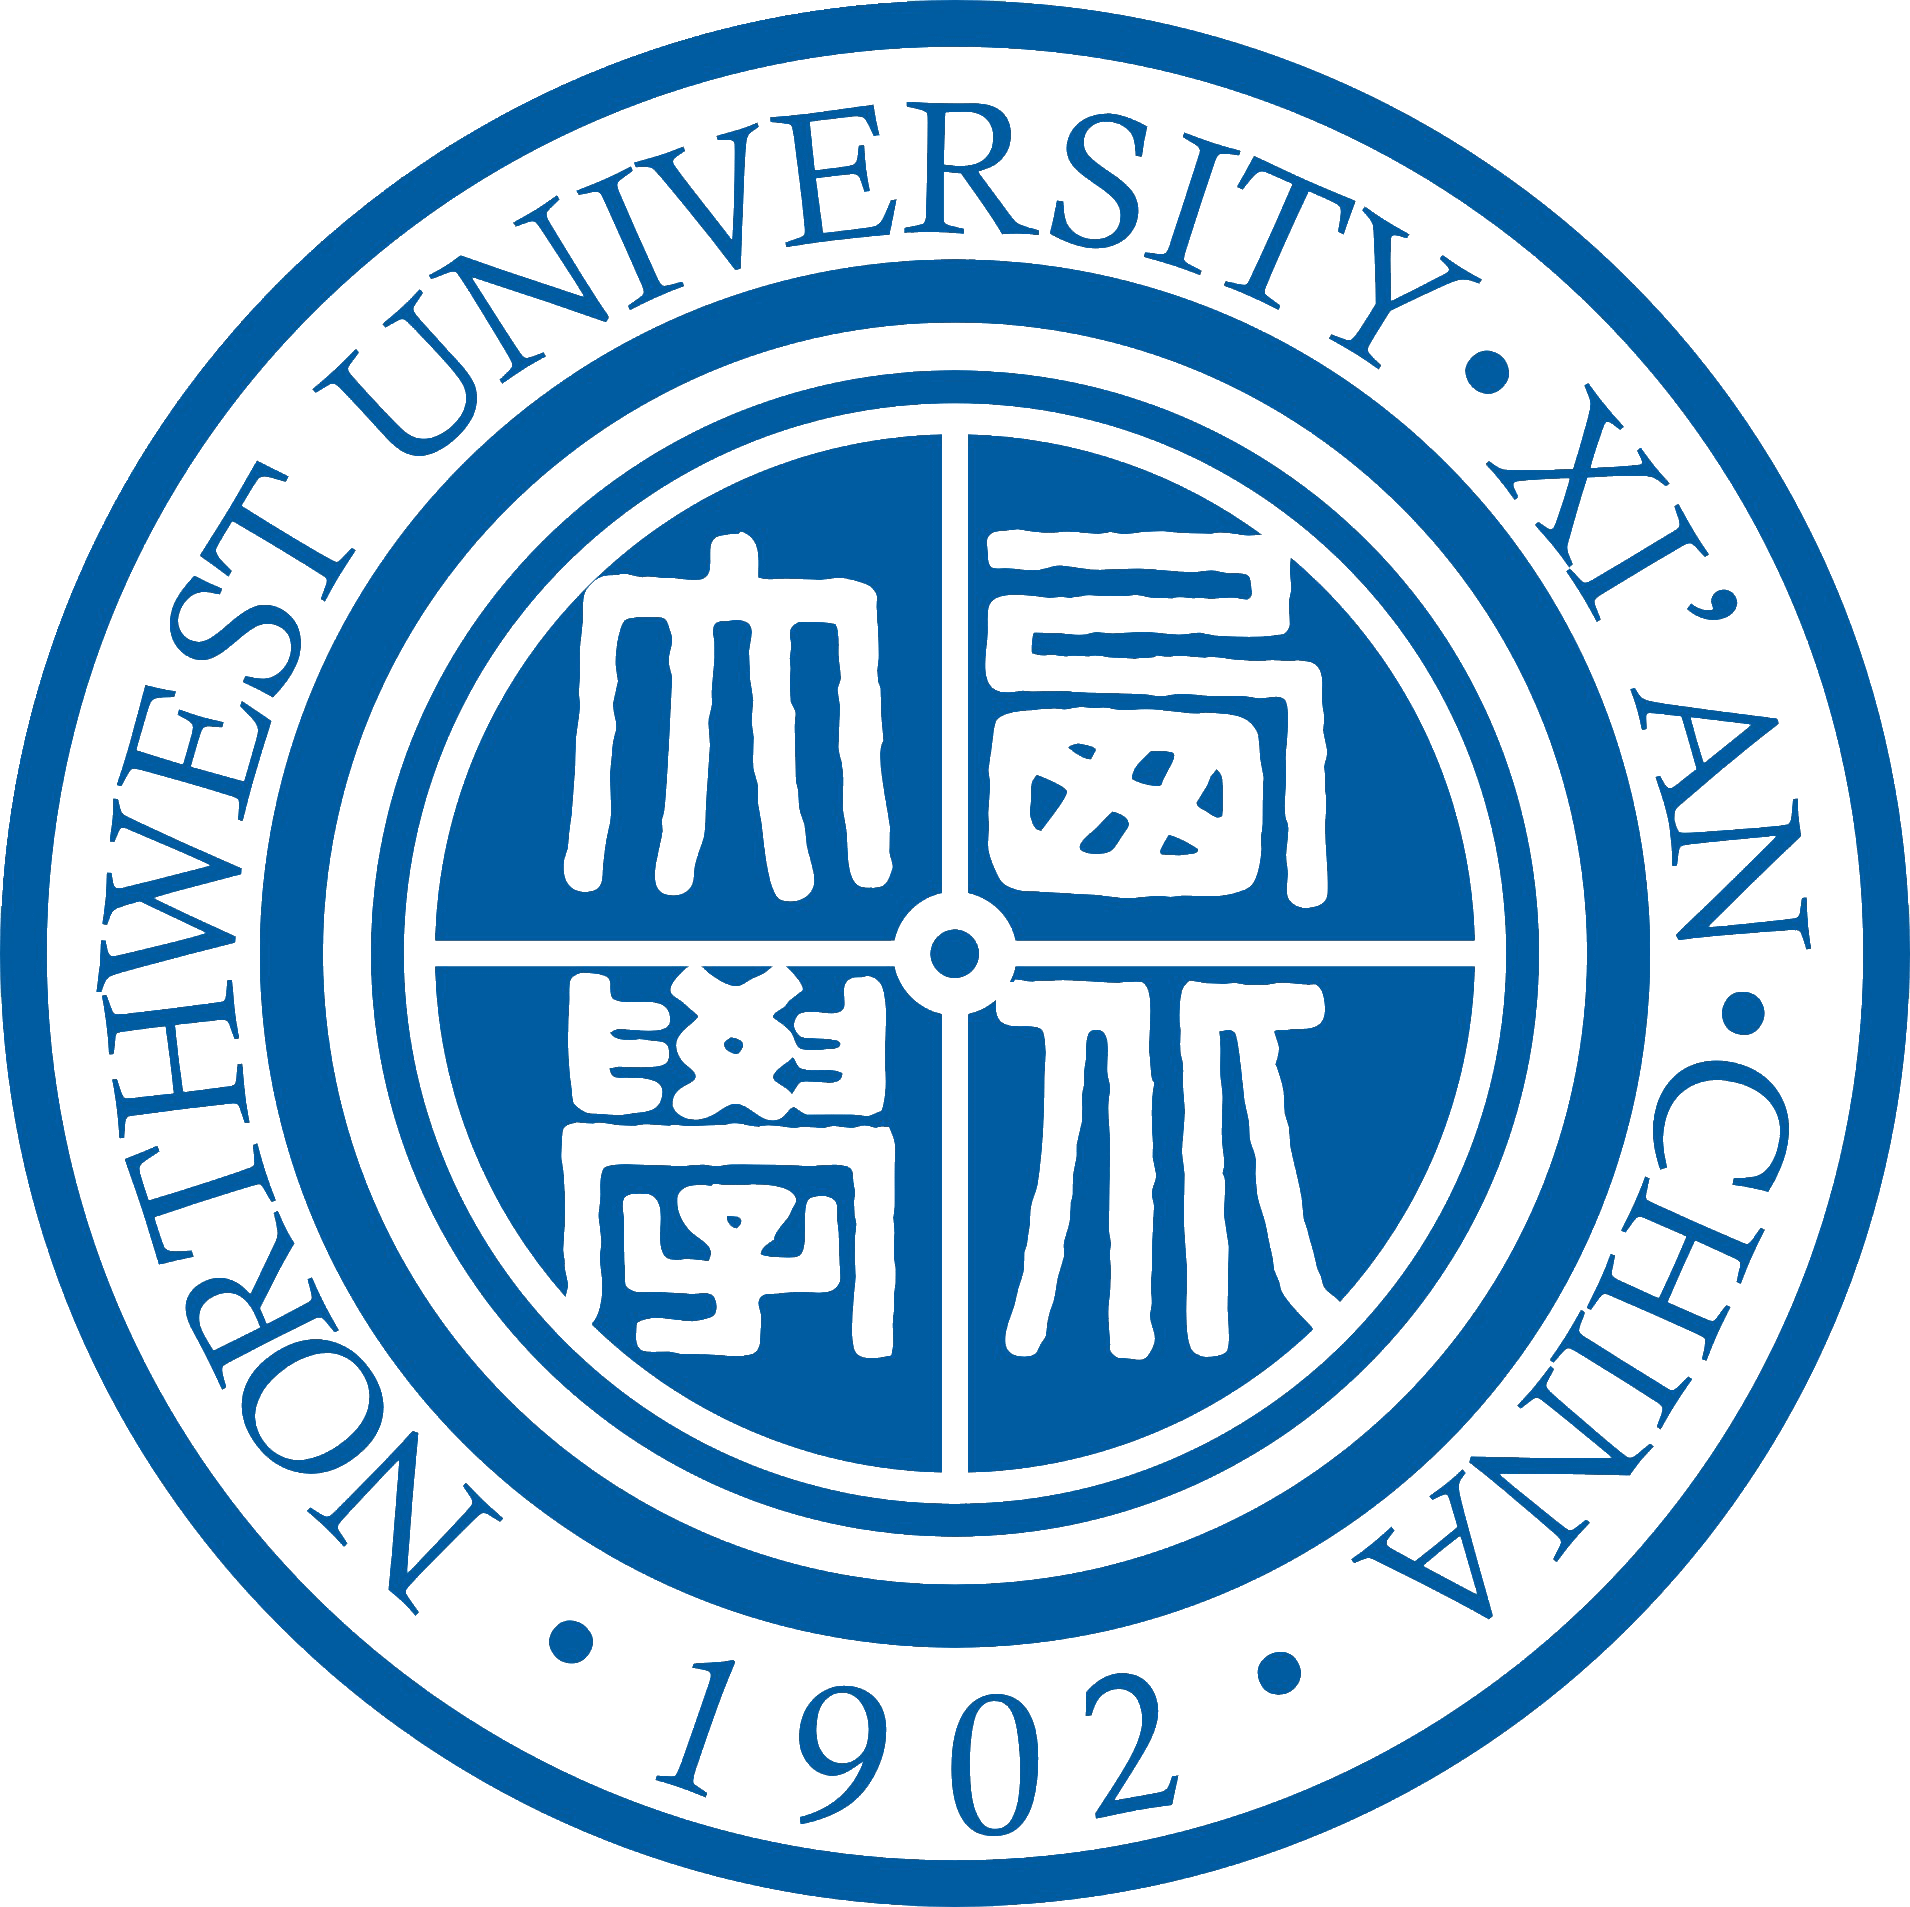 NORTHWEST UNIVERSITY • XI’AN • CHINA •
1902 •
西北
大學